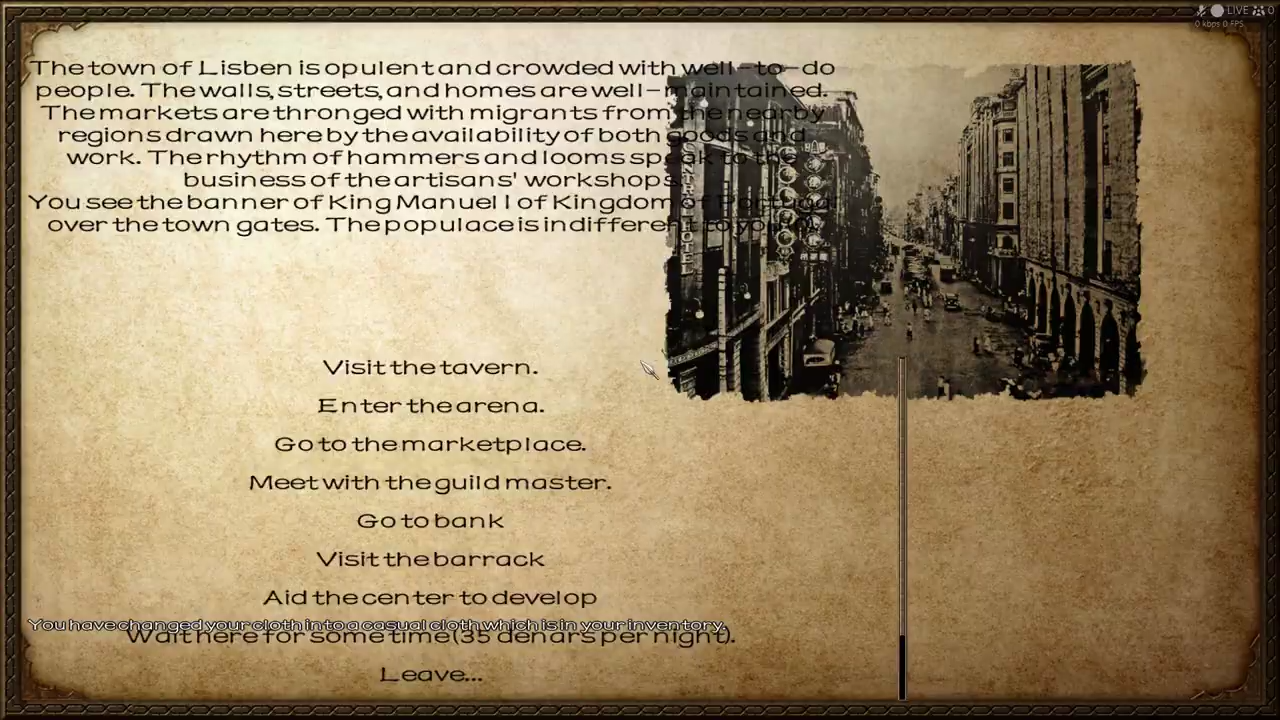 LIVE 0
0 kbps 0 FPS
The town of Lisben is opulent and crowded with well-to-do
people. The walls, streets, and homes are well-maintained.
The markets are thronged with migrants from the nearby
regions drawn here by the availability of both goods and
work. The rhythm of hammers and looms speak to the
business of the artisans' workshops.
You see the banner of King Manuel I of Kingdom of Portugal
over the town gates. The populace is indifferent to you.
Visit the tavern.
Enter the arena.
Go to the marketplace.
Meet with the guild master.
Go to bank
Visit the barrack
Aid the center to develop
You have changed your cloth into a casual cloth which is in your inventory.
Wait here for some time (35 denars per night).
Leave...